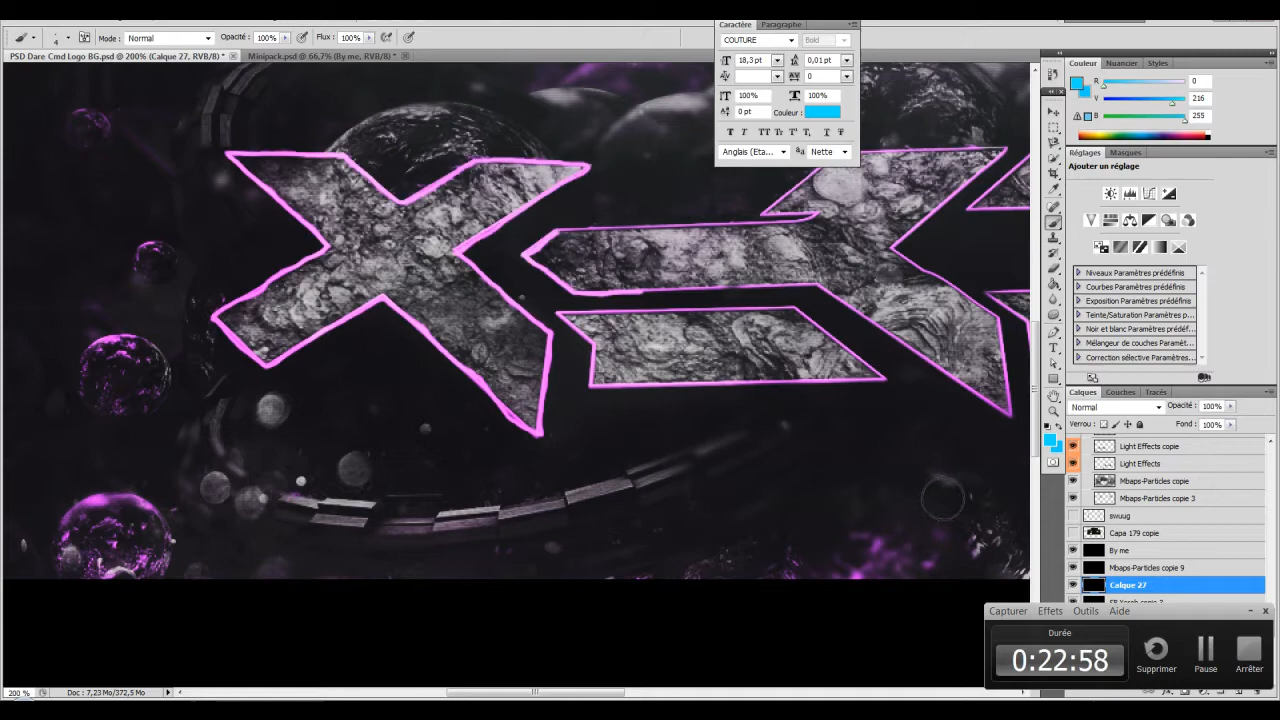 Caractère Paragraphe
4 Mode : Normal Opacité : 100% Flux : 100%
COUTURE Bold
PSD Dare Cmd Logo BG.psd @ 200% (Calque 27, RVB/8) * Minipack.psd @ 66,7% (By me, RVB/8) *
18,3 pt 0,01 pt
0
100% 100%
0 pt Couleur :
Anglais (Eta... aa Nette
Couleur Nuancier Styles
R 0
V 216
B 255
Réglages Masques
Ajouter un réglage
Niveaux Paramètres prédéfinis
Courbes Paramètres prédéfinis
Exposition Paramètres prédéfinis
Teinte/Saturation Paramètres p...
Noir et blanc Paramètres prédéf...
Mélangeur de couches Paramèt...
Correction sélective Paramètres...
Calques Couches Tracés
Normal Opacité : 100%
Verrou : Fond : 100%
Light Effects copie
Light Effects
Mbaps-Particles copie
Mbaps-Particles copie 3
swuug
Capa 179 copie
By me
Mbaps-Particles copie 9
Calque 27
Capturer Effets Outils Aide
Durée
0:22:58
Supprimer Pause Arrêter
200 % Doc : 7,23 Mo/372,5 Mo